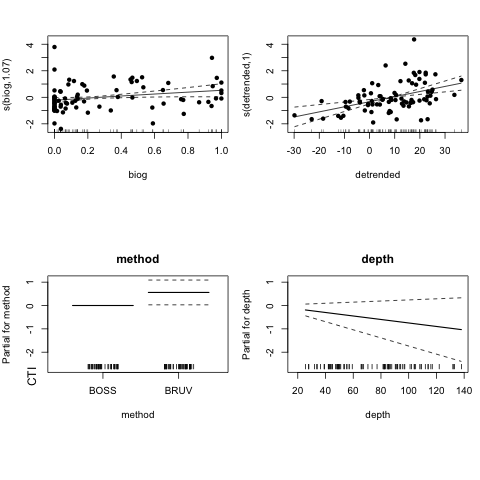 s(biog,1.07)
4
2
1
0
-2
0.0 0.2 0.4 0.6 0.8 1.0
biog
s(detrended,1)
4
2
1
0
-2
-30 -20 -10 0 10 20 30
detrended
method
Partial for method
CTI
1
0
-1
-2
BOSS BRUV
method
depth
Partial for depth
1
0
-1
-2
20 40 60 80 100 120 140
depth